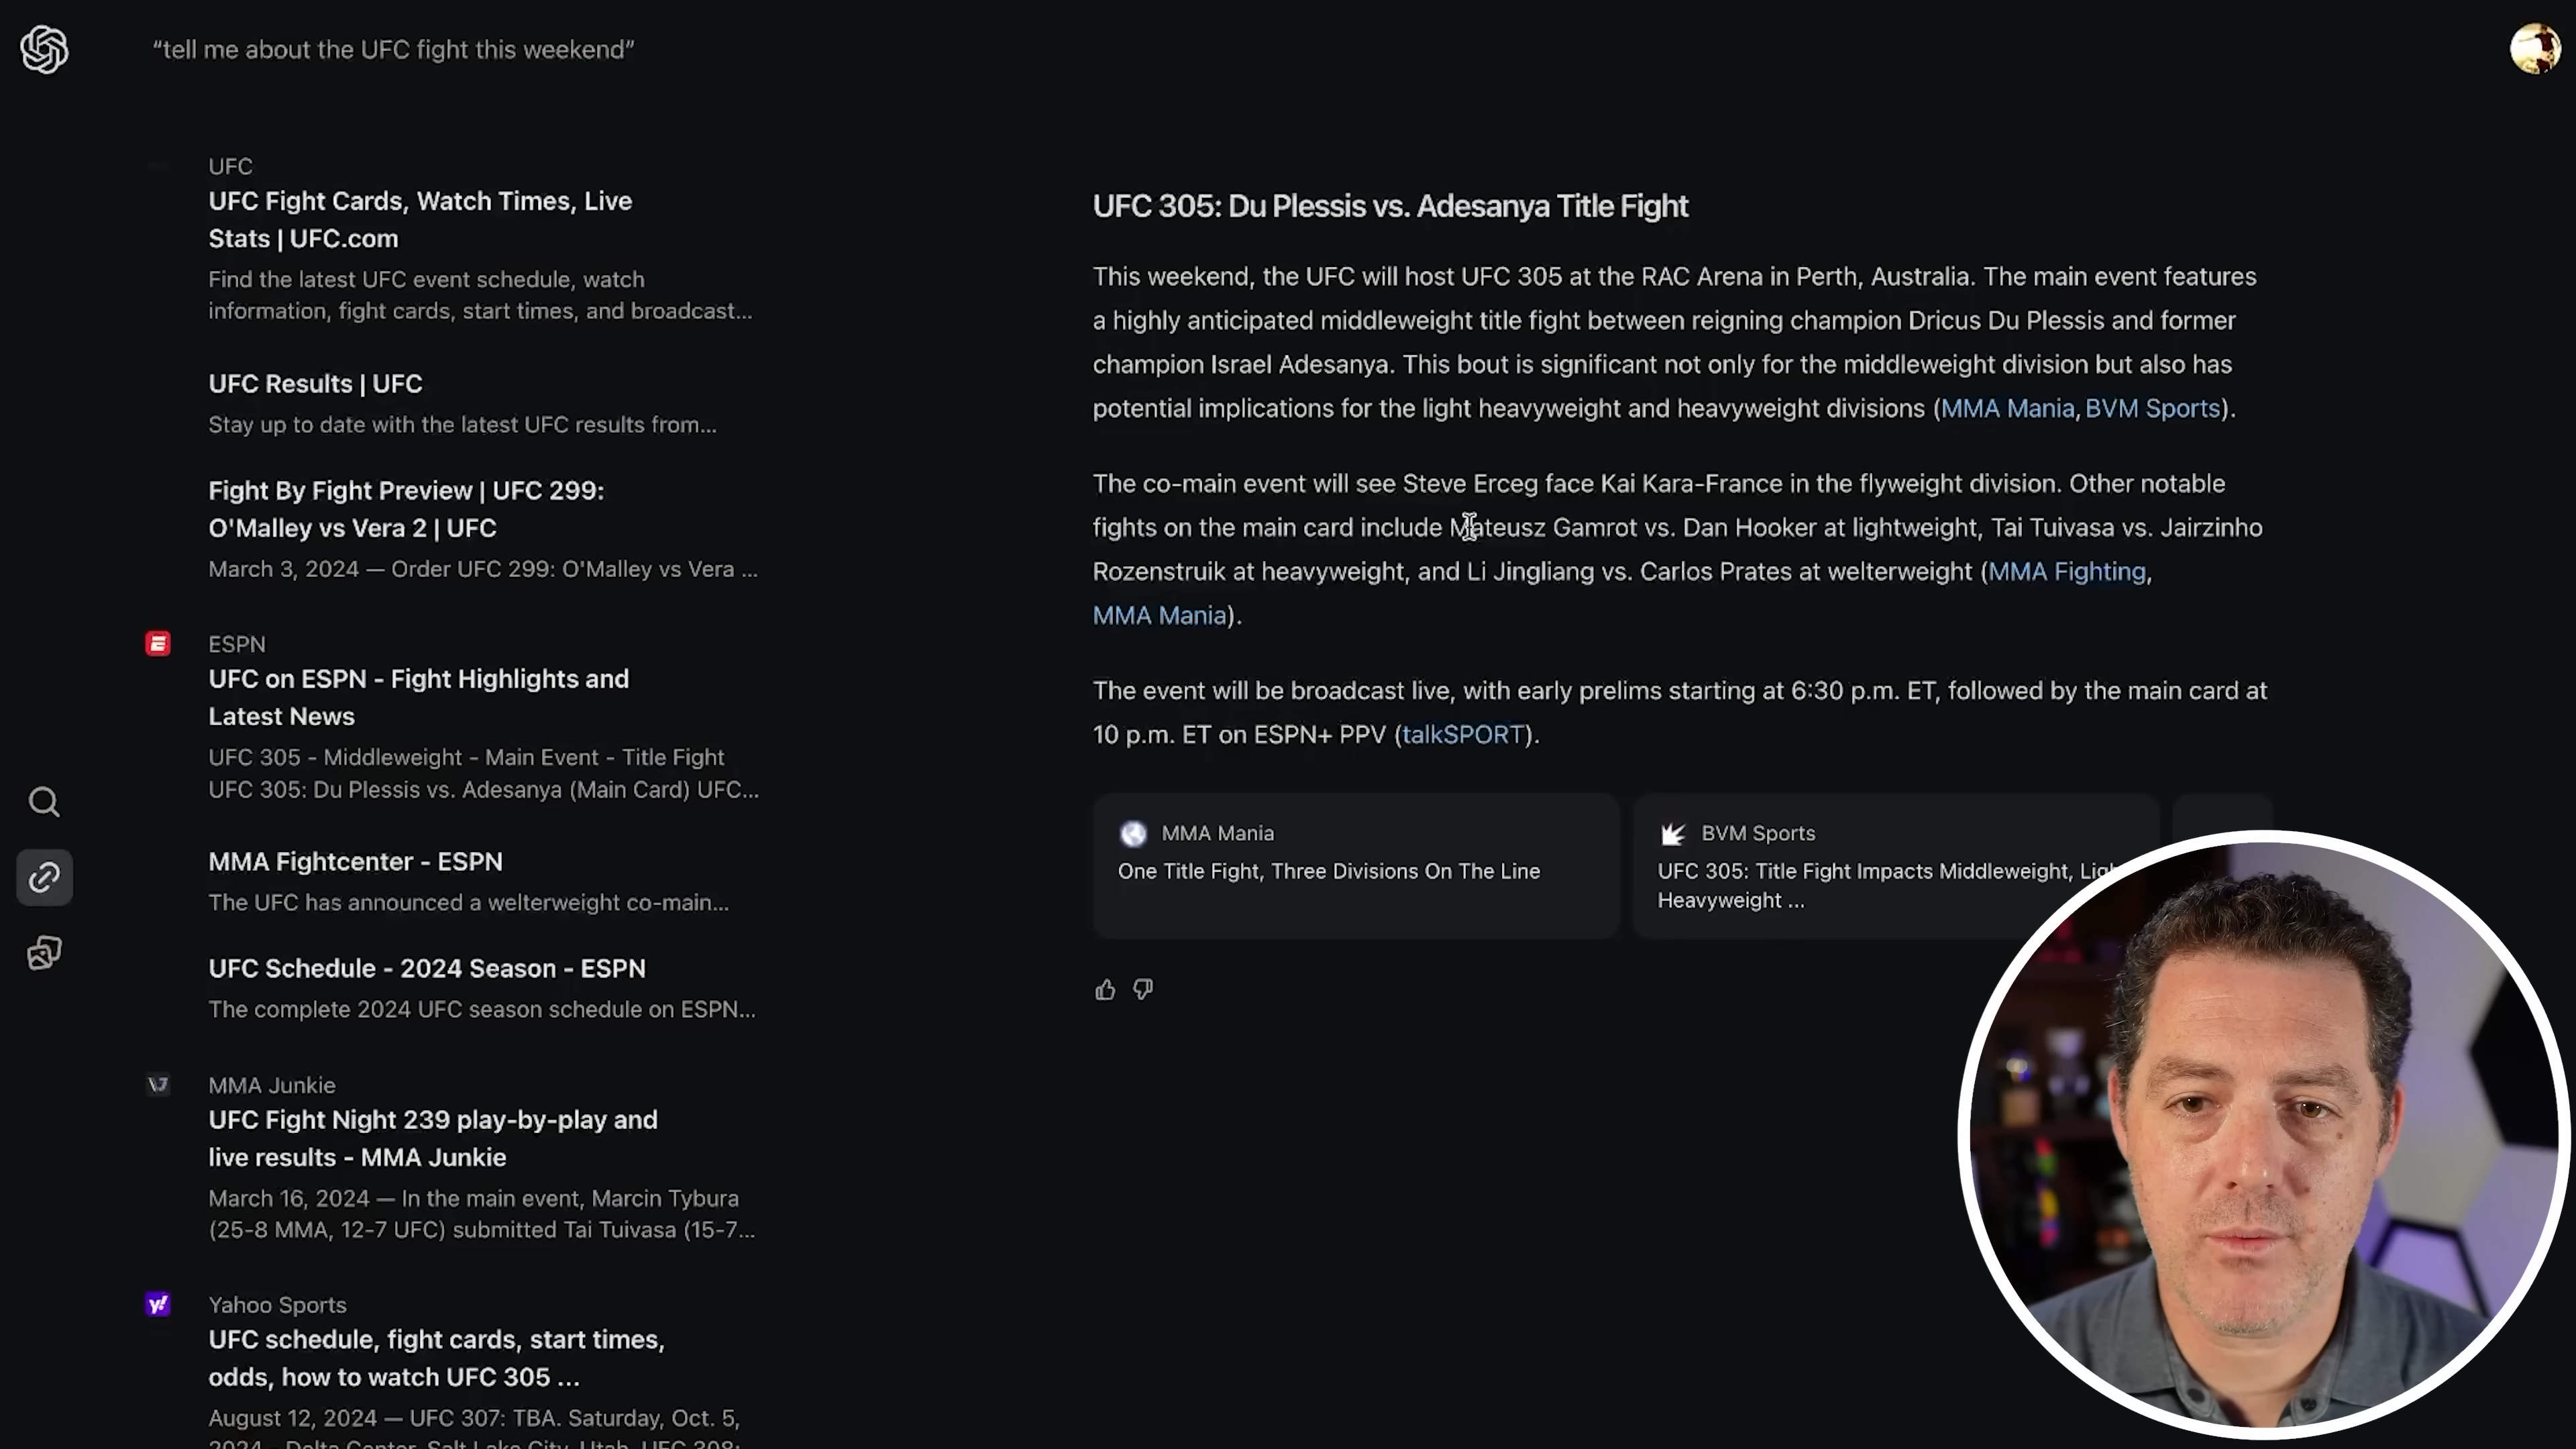 “tell me about the UFC fight this weekend”
UFC
UFC Fight Cards, Watch Times, Live
Stats | UFC.com
Find the latest UFC event schedule, watch
information, fight cards, start times, and broadcast...
UFC Results | UFC
Stay up to date with the latest UFC results from...
Fight By Fight Preview | UFC 299:
O'Malley vs Vera 2 | UFC
March 3, 2024 — Order UFC 299: O'Malley vs Vera ...
ESPN
UFC on ESPN - Fight Highlights and
Latest News
UFC 305 - Middleweight - Main Event - Title Fight
UFC 305: Du Plessis vs. Adesanya (Main Card) UFC...
MMA Fightcenter - ESPN
The UFC has announced a welterweight co-main...
UFC Schedule - 2024 Season - ESPN
The complete 2024 UFC season schedule on ESPN...
MMA Junkie
UFC Fight Night 239 play-by-play and
live results - MMA Junkie
March 16, 2024 — In the main event, Marcin Tybura
(25-8 MMA, 12-7 UFC) submitted Tai Tuivasa (15-7...
Yahoo Sports
UFC schedule, fight cards, start times,
odds, how to watch UFC 305 ...
August 12, 2024 — UFC 307: TBA. Saturday, Oct. 5,
2024 - Delta Center, Salt Lake City, Utah. UFC 308:
UFC 305: Du Plessis vs. Adesanya Title Fight
This weekend, the UFC will host UFC 305 at the RAC Arena in Perth, Australia. The main event features
a highly anticipated middleweight title fight between reigning champion Dricus Du Plessis and former
champion Israel Adesanya. This bout is significant not only for the middleweight division but also has
potential implications for the light heavyweight and heavyweight divisions (MMA Mania, BVM Sports).
The co-main event will see Steve Erceg face Kai Kara-France in the flyweight division. Other notable
fights on the main card include Mateusz Gamrot vs. Dan Hooker at lightweight, Tai Tuivasa vs. Jairzinho
Rozenstruik at heavyweight, and Li Jingliang vs. Carlos Prates at welterweight (MMA Fighting,
MMA Mania).
The event will be broadcast live, with early prelims starting at 6:30 p.m. ET, followed by the main card at
10 p.m. ET on ESPN+ PPV (talkSPORT).
MMA Mania
One Title Fight, Three Divisions On The Line
BVM Sports
UFC 305: Title Fight Impacts Middleweight,
Heavyweight ...